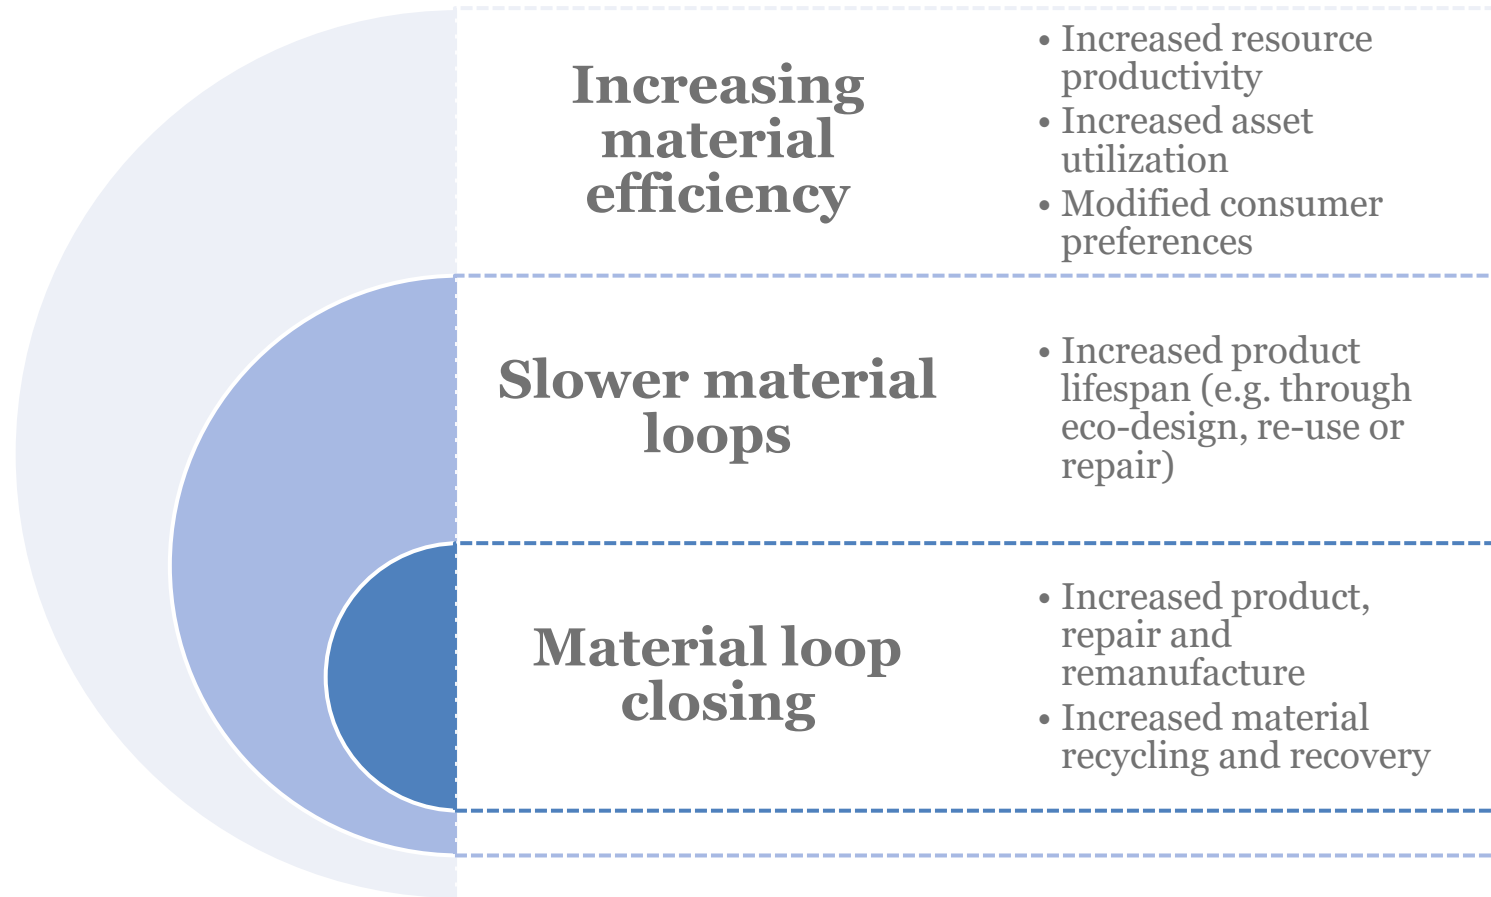 Increasing
material
efficiency
• Increased resource
productivity
• Increased asset
utilization
• Modified consumer
preferences
Slower material
loops
• Increased product
lifespan (e.g. through
eco-design, re-use or
repair)
Material loop
closing
• Increased product,
repair and
remanufacture
• Increased material
recycling and recovery